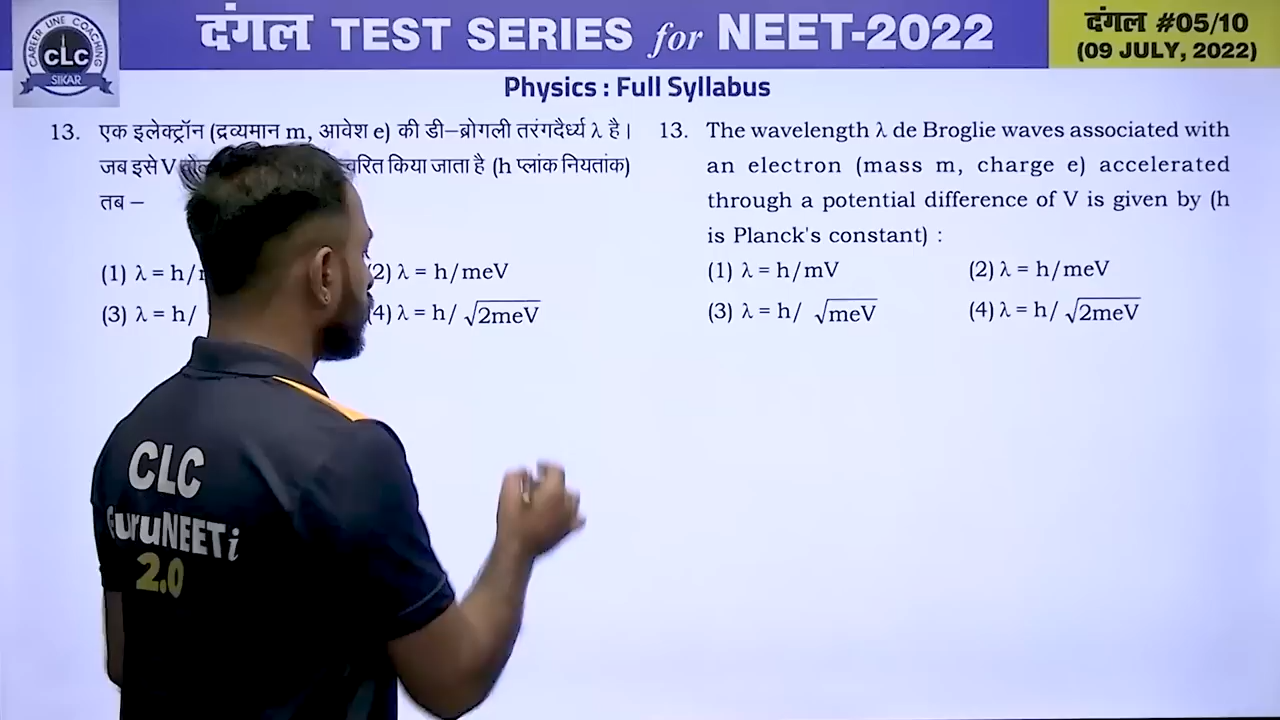 CAREER LINE COACHING
CLC
SIKAR
दंगल TEST SERIES for NEET-2022
दंगल #05/10
(09 JULY, 2022)
Physics : Full Syllabus
13. एक इलेक्ट्रॉन (द्रव्यमान m, आवेश e) की डी–ब्रोगली तरंगदैर्ध्य λ है।
जब इसे V किया जाता है (h प्लांक नियतांक)
तब –
(1) λ = h/
2) λ = h/meV
(3) λ = h/
4) λ = h/ √2meV
13. The wavelength λ de Broglie waves associated with
an electron (mass m, charge e) accelerated
through a potential difference of V is given by (h
is Planck's constant) :
(1) λ = h/mV
(2) λ = h/meV
(3) λ = h/ √meV
(4) λ = h/ √2meV
CLC
GuruNEETi
2.0